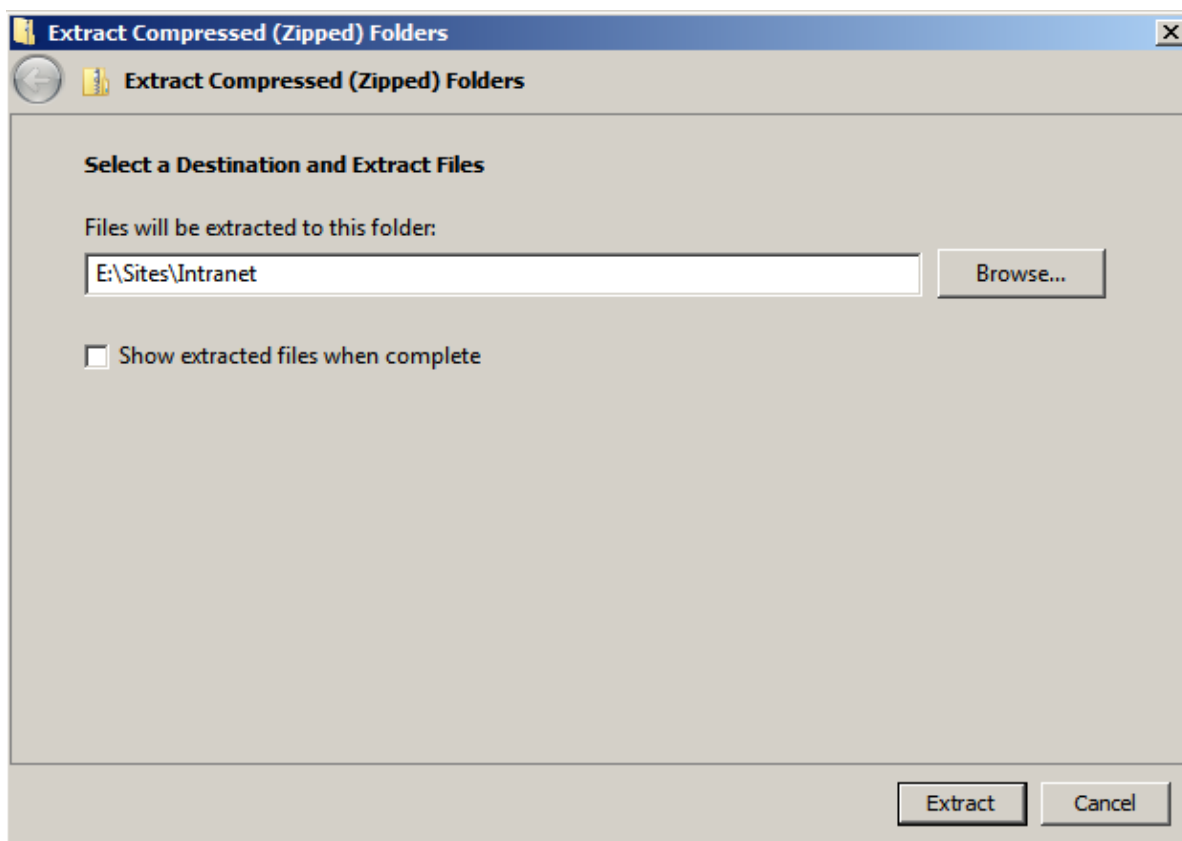 Extract Compressed (Zipped) Folders
Extract Compressed (Zipped) Folders
Select a Destination and Extract Files
Files will be extracted to this folder:
E:\Sites\Intranet
Browse...
Show extracted files when complete
Extract
Cancel